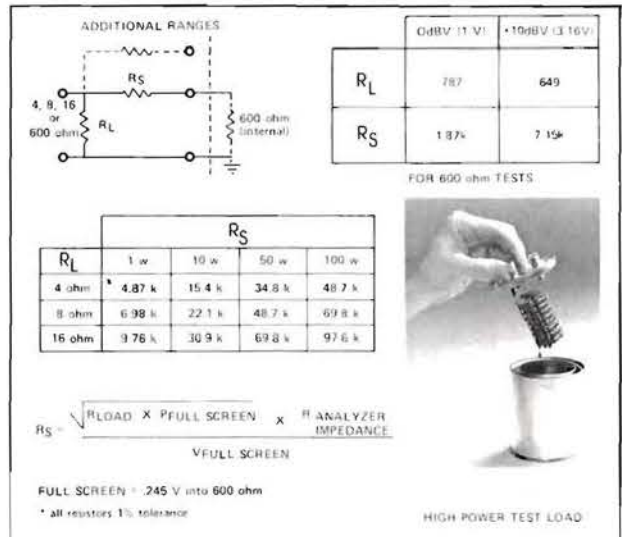 ADDITIONAL RANGES
RS
4, 8, 16
or
600 ohm
RL
600 ohm
(internal)
0dBV (1 V) +10dBV (3.16V)
RL 787 649
RS 1.87k 7.15k
FOR 600 ohm TESTS
RS
RL 1 w 10 w 50 w 100 w
4 ohm * 4.87 k 15.4 k 34.8 k 48.7 k
8 ohm 6.98 k 22.1 k 48.7 k 69.8 k
16 ohm 9.76 k 30.9 k 69.8 k 97.6 k
RS = √RLOAD X PFULL SCREEN X R ANALYZER
IMPEDANCE
VFULL SCREEN
FULL SCREEN = .245 V into 600 ohm
* all resistors 1% tolerance
HIGH POWER TEST LOAD